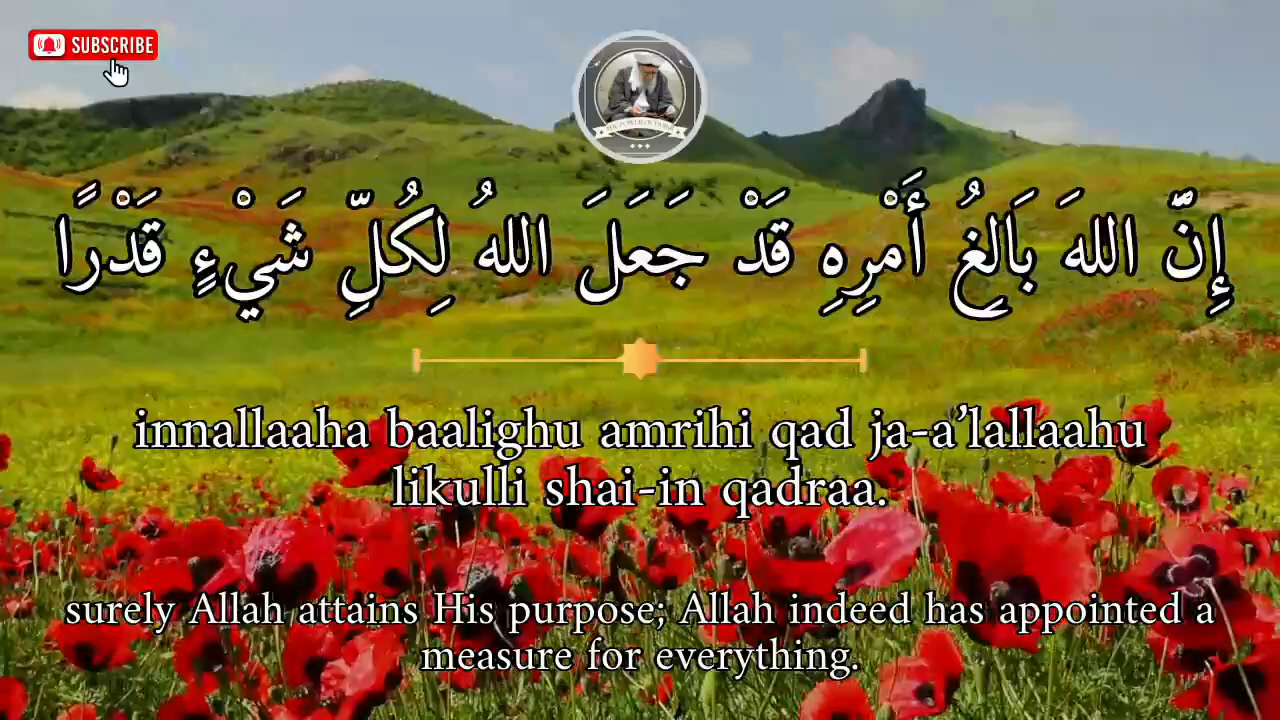 SUBSCRIBE
إِنَّ اللهَ بَالِغُ أَمْرِهِ قَدْ جَعَلَ اللهُ لِكُلِّ شَيْءٍ قَدْرًا
innallaaha baalighu amrihi qad ja-a’lallaahu
likulli shai-in qadraa.
surely Allah attains His purpose; Allah indeed has appointed a
measure for everything.